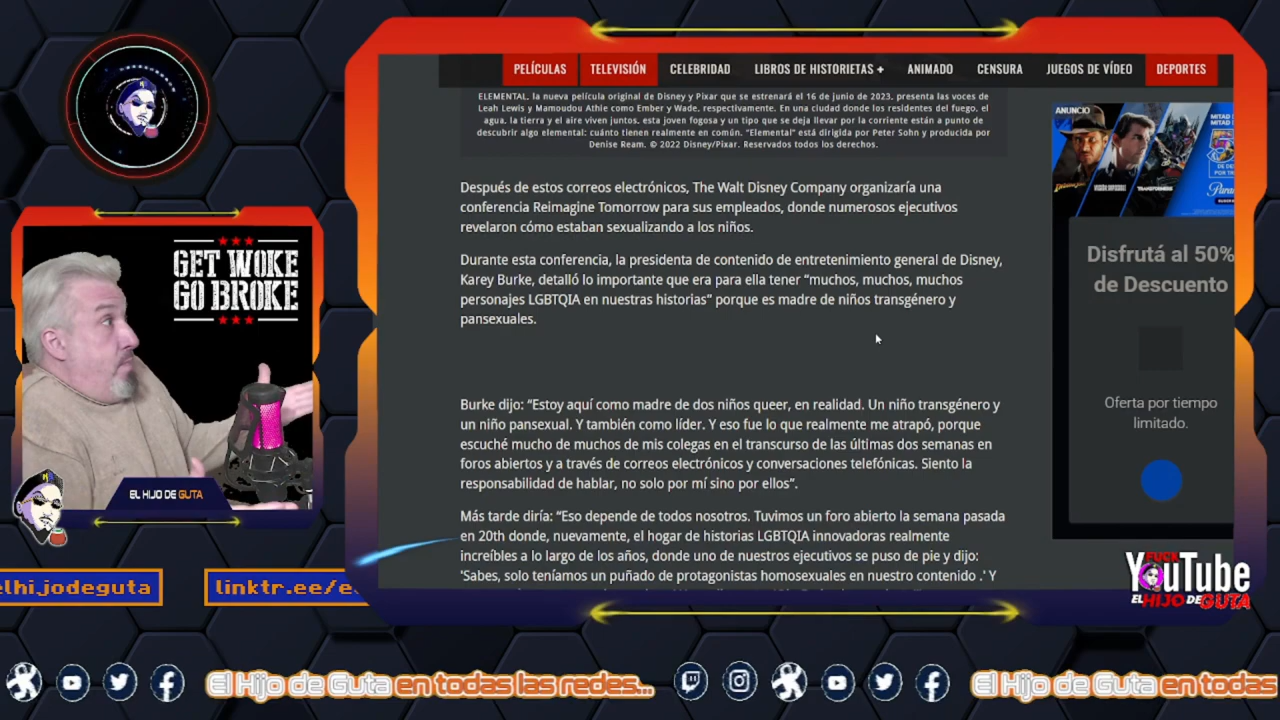 PELÍCULAS TELEVISIÓN CELEBRIDAD LIBROS DE HISTORIETAS + ANIMADO CENSURA JUEGOS DE VÍDEO DEPORTES
ELEMENTAL, la nueva película original de Disney y Pixar que se estrenará el 16 de junio de 2023, presenta las voces de
Leah Lewis y Mamoudou Athie como Ember y Wade, respectivamente. En una ciudad donde los residentes del fuego, el
agua, la tierra y el aire viven juntos, esta joven fogosa y un tipo que se deja llevar por la corriente están a punto de
descubrir algo elemental: cuánto tienen realmente en común. "Elemental" está dirigida por Peter Sohn y producida por
Denise Ream. © 2022 Disney/Pixar. Reservados todos los derechos.
Después de estos correos electrónicos, The Walt Disney Company organizaría una
conferencia Reimagine Tomorrow para sus empleados, donde numerosos ejecutivos
revelaron cómo estaban sexualizando a los niños.
Durante esta conferencia, la presidenta de contenido de entretenimiento general de Disney,
Karey Burke, detalló lo importante que era para ella tener “muchos, muchos, muchos
personajes LGBTQIA en nuestras historias” porque es madre de niños transgénero y
pansexuales.
Burke dijo: “Estoy aquí como madre de dos niños queer, en realidad. Un niño transgénero y
un niño pansexual. Y también como líder. Y eso fue lo que realmente me atrapó, porque
escuché mucho de muchos de mis colegas en el transcurso de las últimas dos semanas en
foros abiertos y a través de correos electrónicos y conversaciones telefónicas. Siento la
responsabilidad de hablar, no solo por mí sino por ellos”.
Más tarde diría: “Eso depende de todos nosotros. Tuvimos un foro abierto la semana pasada
en 20th donde, nuevamente, el hogar de historias LGBTQIA innovadoras realmente
increíbles a lo largo de los años, donde uno de nuestros ejecutivos se puso de pie y dijo:
'Sabes, solo teníamos un puñado de protagonistas homosexuales en nuestro contenido .' Y
ANUNCIO
MITAD
MITAD
TRANSFORMERS
Disfrutá al 50%
de Descuento
Oferta por tiempo
limitado.
GET WOKE
GO BROKE
EL HIJO DE GUTA
elhijodeguta
linktr.ee/e
FUCK
YouTube
EL HIJO DE GUTA
El Hijo de Guta en todas las redes...
El Hijo de Guta en todas